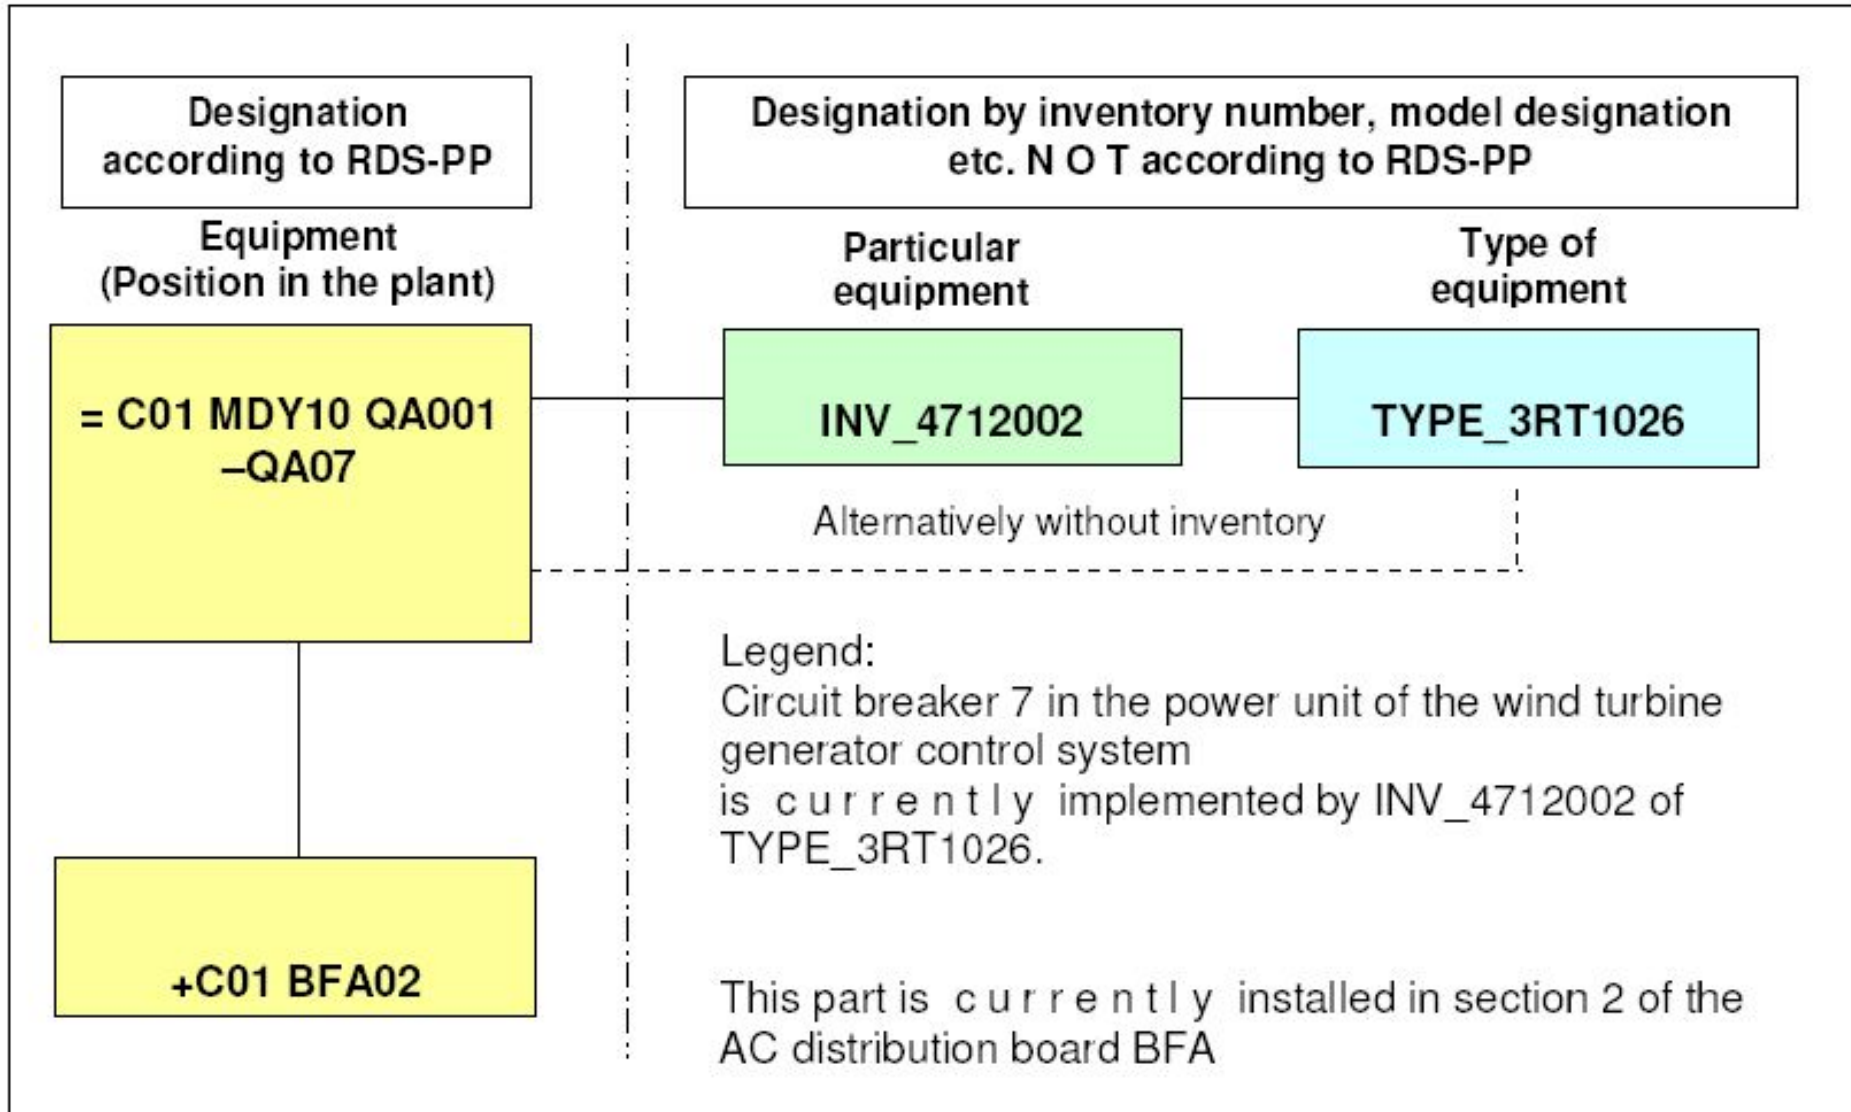 Designation
according to RDS-PP
Designation by inventory number, model designation
etc. N O T according to RDS-PP
Equipment
(Position in the plant)
Particular
equipment
Type of
equipment
= C01 MDY10 QA001
–QA07
INV_4712002
TYPE_3RT1026
Alternatively without inventory
Legend:
Circuit breaker 7 in the power unit of the wind turbine
generator control system
is c u r r e n t l y implemented by INV_4712002 of
TYPE_3RT1026.
+C01 BFA02
This part is c u r r e n t l y installed in section 2 of the
AC distribution board BFA